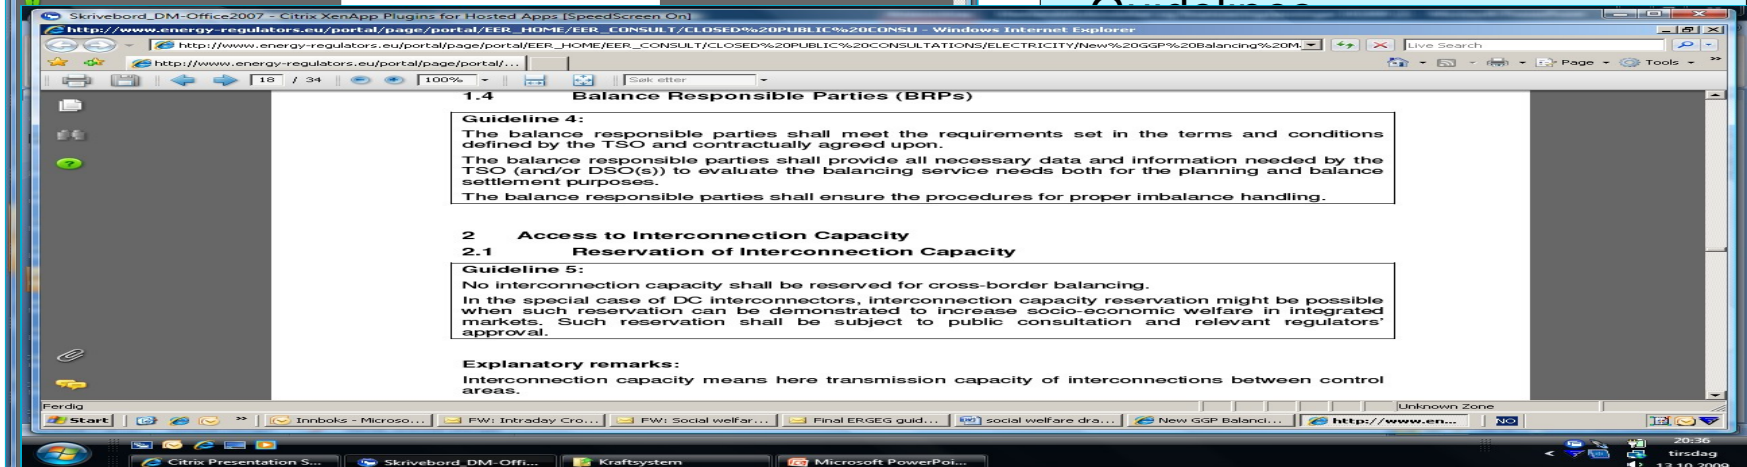 Guidelines
Skrivebord_DM-Office2007 - Citrix XenApp Plugins for Hosted Apps [SpeedScreen On]
http://www.energy-regulators.eu/portal/page/portal/EER_HOME/EER_CONSULT/CLOSED%20PUBLIC%20CONSU - Windows Internet Explorer
http://www.energy-regulators.eu/portal/page/portal/EER_HOME/EER_CONSULT/CLOSED%20PUBLIC%20CONSULTATIONS/ELECTRICITY/New%20GGP%20Balancing%20M Live Search
http://www.energy-regulators.eu/portal/page/portal/... Page Tools
18 / 34 100% Søk etter
1.4 Balance Responsible Parties (BRPs)
Guideline 4:
The balance responsible parties shall meet the requirements set in the terms and conditions
defined by the TSO and contractually agreed upon.
The balance responsible parties shall provide all necessary data and information needed by the
TSO (and/or DSO(s)) to evaluate the balancing service needs both for the planning and balance
settlement purposes.
The balance responsible parties shall ensure the procedures for proper imbalance handling.
2 Access to Interconnection Capacity
2.1 Reservation of Interconnection Capacity
Guideline 5:
No interconnection capacity shall be reserved for cross-border balancing.
In the special case of DC interconnectors, interconnection capacity reservation might be possible
when such reservation can be demonstrated to increase socio-economic welfare in integrated
markets. Such reservation shall be subject to public consultation and relevant regulators'
approval.
Explanatory remarks:
Interconnection capacity means here transmission capacity of interconnections between control
areas.
Ferdig Unknown Zone
Start Innboks - Microso... FW: Intraday Cro... FW: Social welfar... Final ERGEG guid... social welfare dra... New GGP Balanci... http://www.en... NO
20:36
Citrix Presentation S... Skrivebord_DM-Offi... Kraftsystem Microsoft PowerPoi... tirsdag
13.10.2009